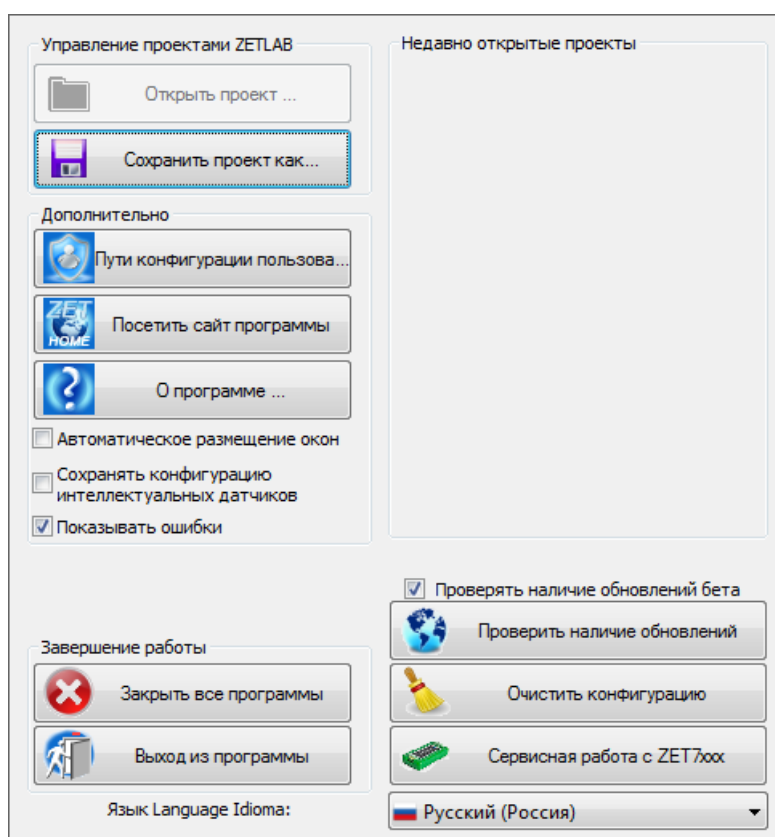 Управление проектами ZETLAB
Открыть проект ...
Сохранить проект как...
Дополнительно
Пути конфигурации пользова...
ZET
HOME
Посетить сайт программы
О программе ...
Автоматическое размещение окон
Сохранять конфигурацию
интеллектуальных датчиков
Показывать ошибки
Завершение работы
Закрыть все программы
Выход из программы
Язык Language Idioma:
Недавно открытые проекты
Проверять наличие обновлений бета
Проверить наличие обновлений
Очистить конфигурацию
Сервисная работа с ZET7xxx
Русский (Россия)